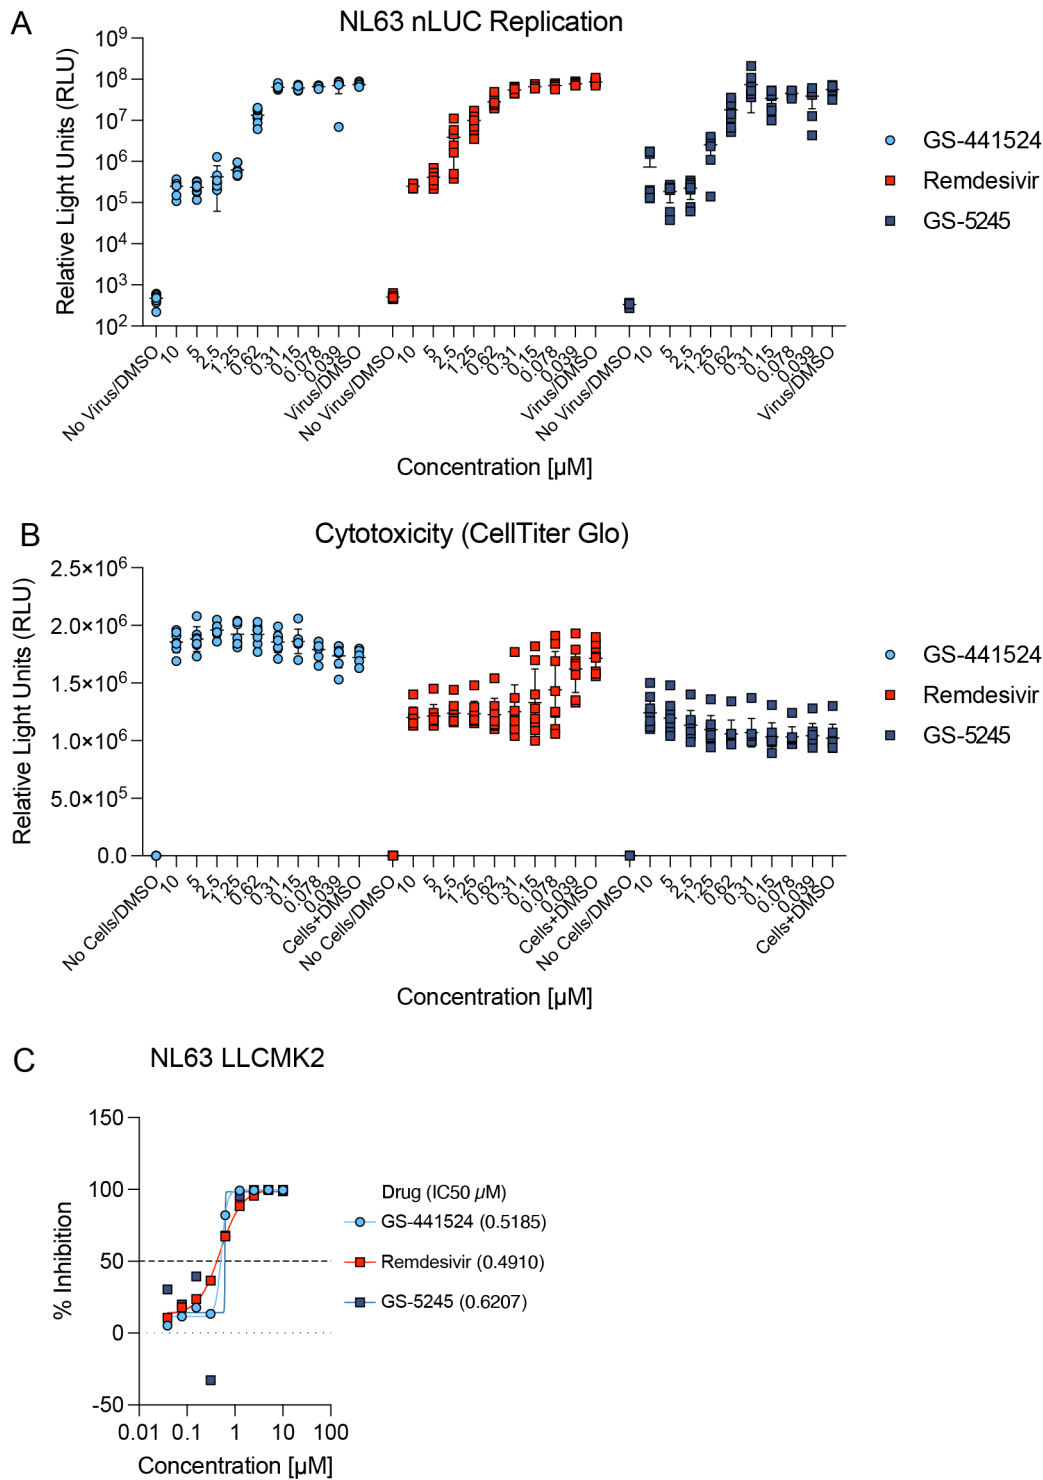 A
NL63 nLUC Replication
Relative Light Units (RLU)
10⁹
10⁸
10⁷
10⁶
10⁵
10⁴
10³
10²
No Virus/DMSO
10
5
2.5
1.25
0.62
0.31
0.15
0.078
0.039
Virus/DMSO
No Virus/DMSO
10
5
2.5
1.25
0.62
0.31
0.15
0.078
0.039
Virus/DMSO
No Virus/DMSO
10
5
2.5
1.25
0.62
0.31
0.15
0.078
0.039
Virus/DMSO
Concentration [µM]
GS-441524
Remdesivir
GS-5245
B
Cytotoxicity (CellTiter Glo)
Relative Light Units (RLU)
2.5×10⁶
2.0×10⁶
1.5×10⁶
1.0×10⁶
5.0×10⁵
0.0
No Cells/DMSO
10
5
2.5
1.25
0.62
0.31
0.15
0.078
0.039
Cells+DMSO
No Cells/DMSO
10
5
2.5
1.25
0.62
0.31
0.15
0.078
0.039
Cells+DMSO
No Cells/DMSO
10
5
2.5
1.25
0.62
0.31
0.15
0.078
0.039
Cells+DMSO
Concentration [µM]
GS-441524
Remdesivir
GS-5245
C
NL63 LLCMK2
% Inhibition
150
100
50
0
-50
0.01 0.1 1 10 100
Concentration [µM]
Drug (IC50 µM)
GS-441524 (0.5185)
Remdesivir (0.4910)
GS-5245 (0.6207)